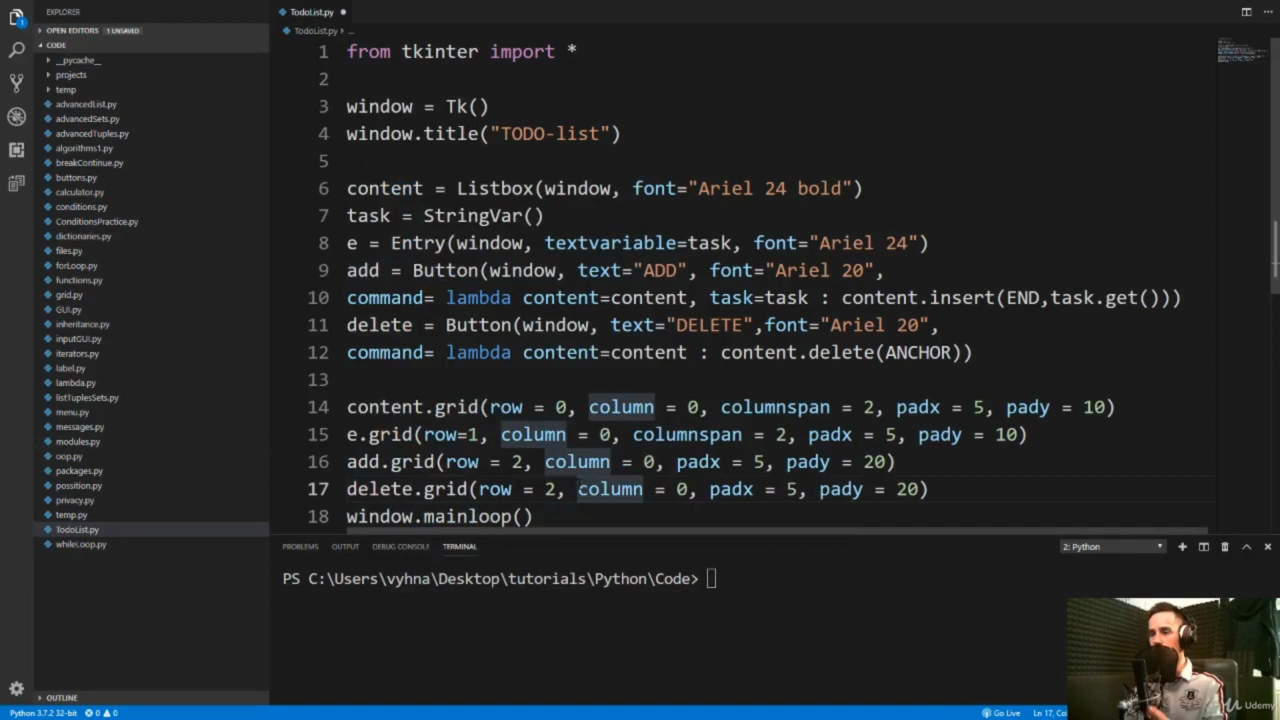 EXPLORER
TodoList.py
OPEN EDITORS 1 UNSAVED
TodoList.py ...
CODE
__pycache__
projects
temp
advancedList.py
advancedSets.py
advancedTuples.py
algorithms1.py
breakContinue.py
buttons.py
calculator.py
conditions.py
ConditionsPractice.py
dictionaries.py
files.py
forLoop.py
functions.py
grid.py
GUI.py
inheritance.py
inputGUI.py
iterators.py
label.py
lambda.py
listTuplesSets.py
menu.py
messages.py
modules.py
oop.py
packages.py
possition.py
privacy.py
temp.py
TodoList.py
whileLoop.py
OUTLINE
1 from tkinter import *
2
3 window = Tk()
4 window.title("TODO-list")
5
6 content = Listbox(window, font="Ariel 24 bold")
7 task = StringVar()
8 e = Entry(window, textvariable=task, font="Ariel 24")
9 add = Button(window, text="ADD", font="Ariel 20",
10 command= lambda content=content, task=task : content.insert(END,task.get()))
11 delete = Button(window, text="DELETE",font="Ariel 20",
12 command= lambda content=content : content.delete(ANCHOR))
13
14 content.grid(row = 0, column = 0, columnspan = 2, padx = 5, pady = 10)
15 e.grid(row=1, column = 0, columnspan = 2, padx = 5, pady = 10)
16 add.grid(row = 2, column = 0, padx = 5, pady = 20)
17 delete.grid(row = 2, column = 0, padx = 5, pady = 20)
18 window.mainloop()
PROBLEMS OUTPUT DEBUG CONSOLE TERMINAL 2: Python
PS C:\Users\vyhna\Desktop\tutorials\Python\Code>
Udemy
Python 3.7.2 32-bit 0 0 Go Live Ln 17,